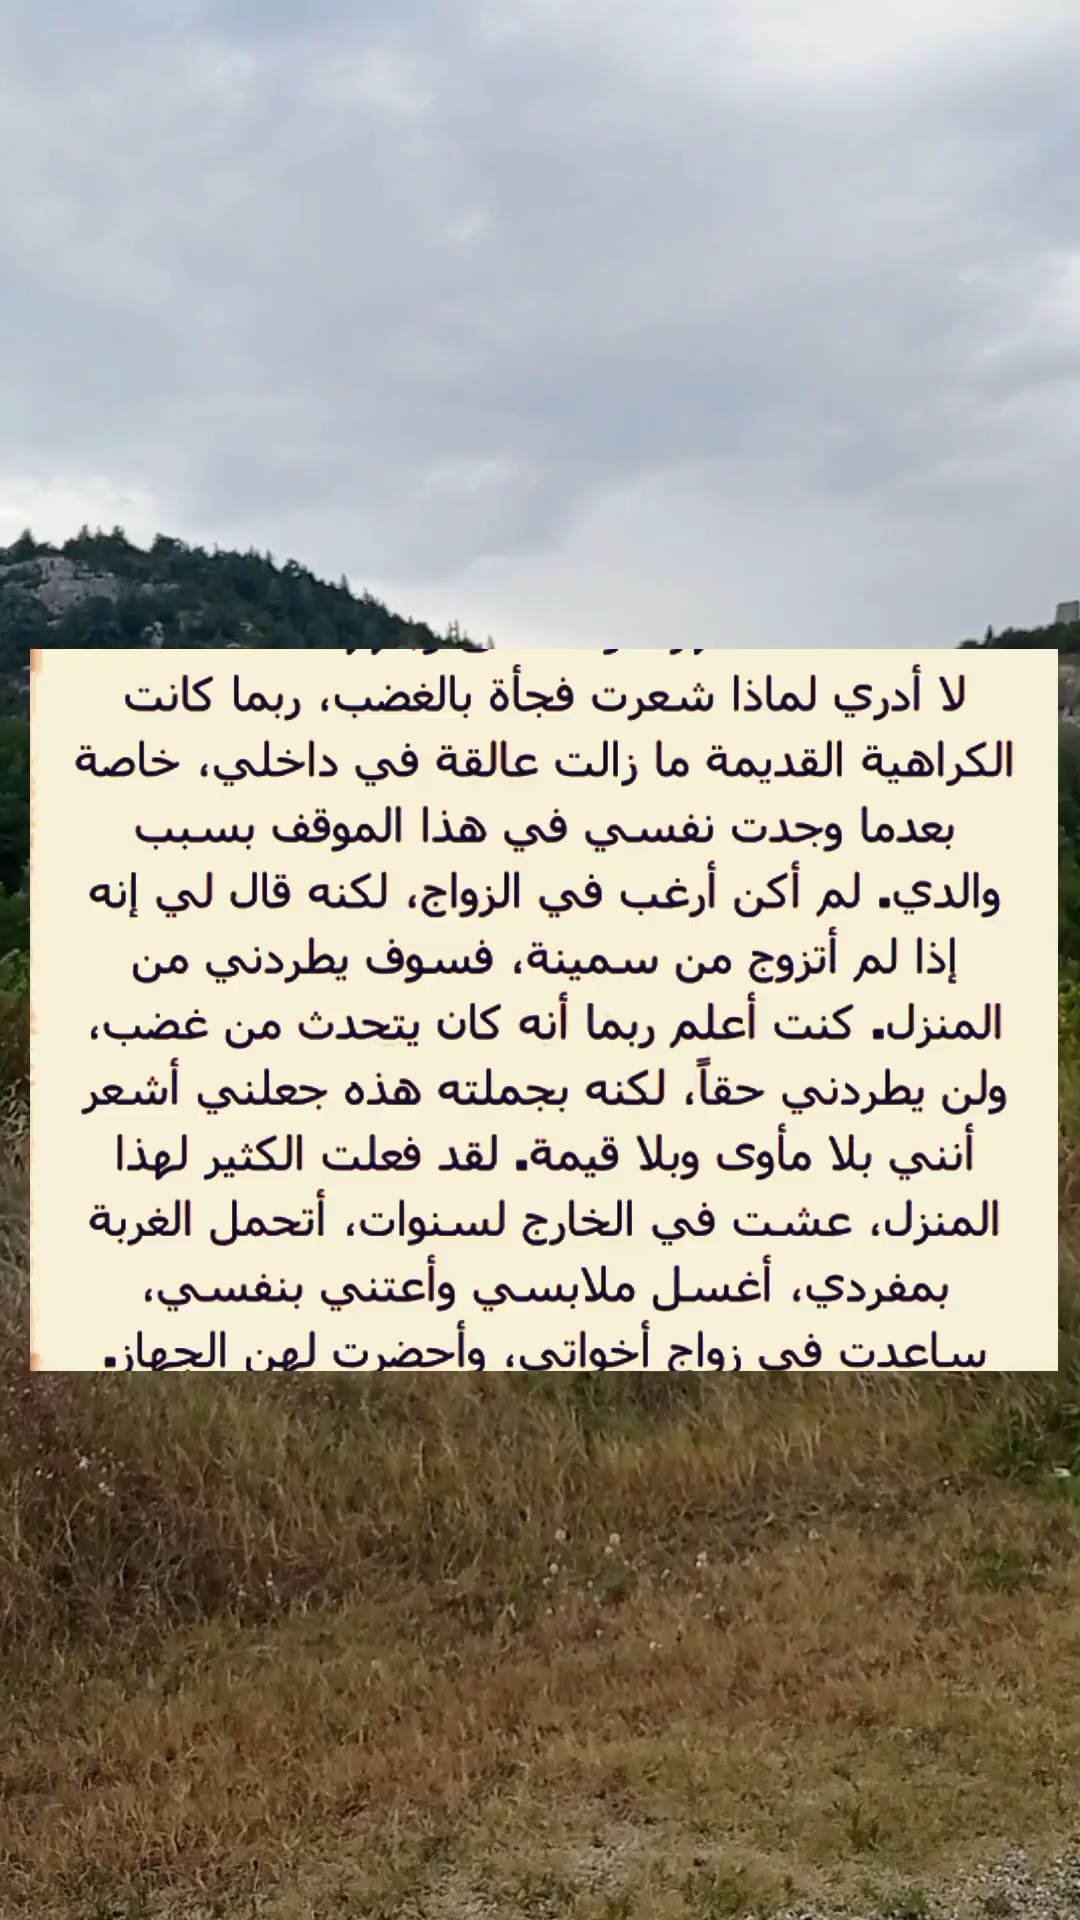 لا أدري لماذا شعرت فجأة بالغضب، ربما كانت
الكراهية القديمة ما زالت عالقة في داخلي، خاصة
بعدما وجدت نفسي في هذا الموقف بسبب
والدي. لم أكن أرغب في الزواج، لكنه قال لي إنه
إذا لم أتزوج من سمينة، فسوف يطردني من
المنزل. كنت أعلم ربما أنه كان يتحدث من غضب،
ولن يطردني حقاً، لكنه بجملته هذه جعلني أشعر
أنني بلا مأوى وبلا قيمة. لقد فعلت الكثير لهذا
المنزل، عشت في الخارج لسنوات، أتحمل الغربة
بمفردي، أغسل ملابسي وأعتني بنفسي،
ساعدت في زواج أخواتي، وأحضرت لهن الجهاز.